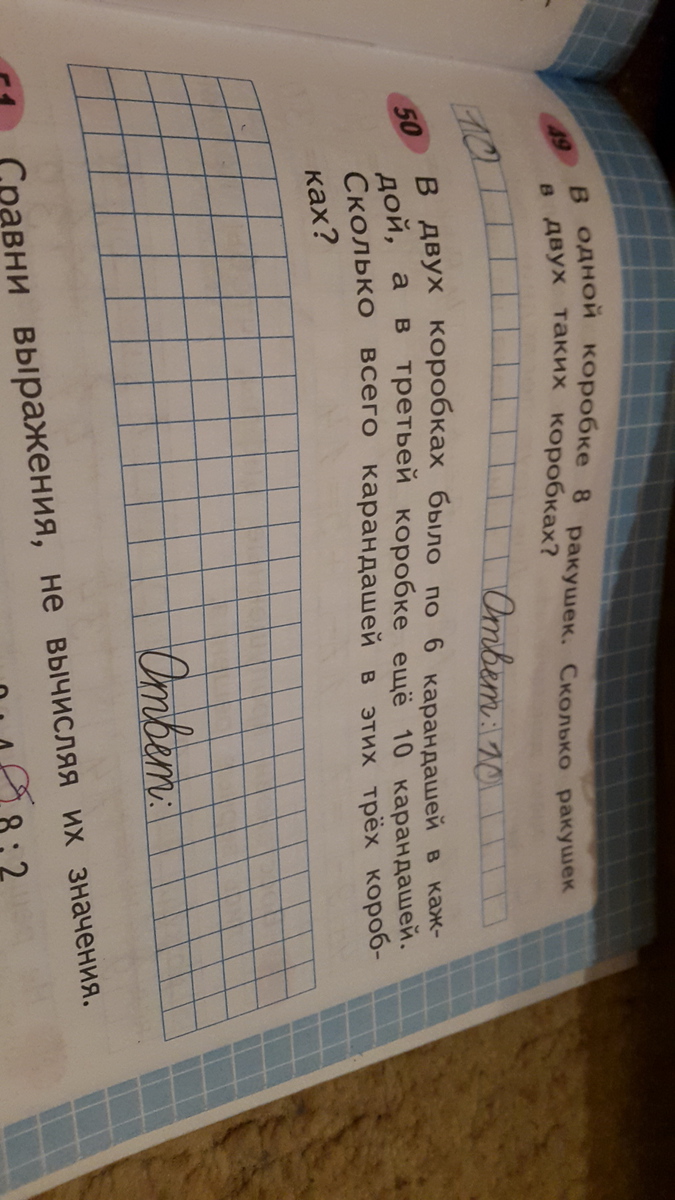 49 В одной коробке 8 ракушек. Сколько ракушек
в двух таких коробках?
10 Ответ: 10
50 В двух коробках было по 6 карандашей в каж-
дой, а в третьей коробке ещё 10 карандашей.
Сколько всего карандашей в этих трёх короб-
ках?
Ответ:
51 Сравни выражения, не вычисляя их значения.
8 : 2